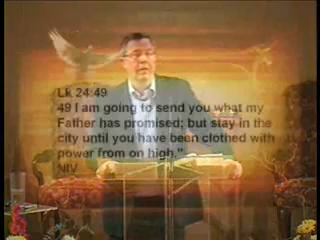 Lk 24:49
49 I am going to send you what my
Father has promised; but stay in the
city until you have been clothed with
power from on high."
NIV